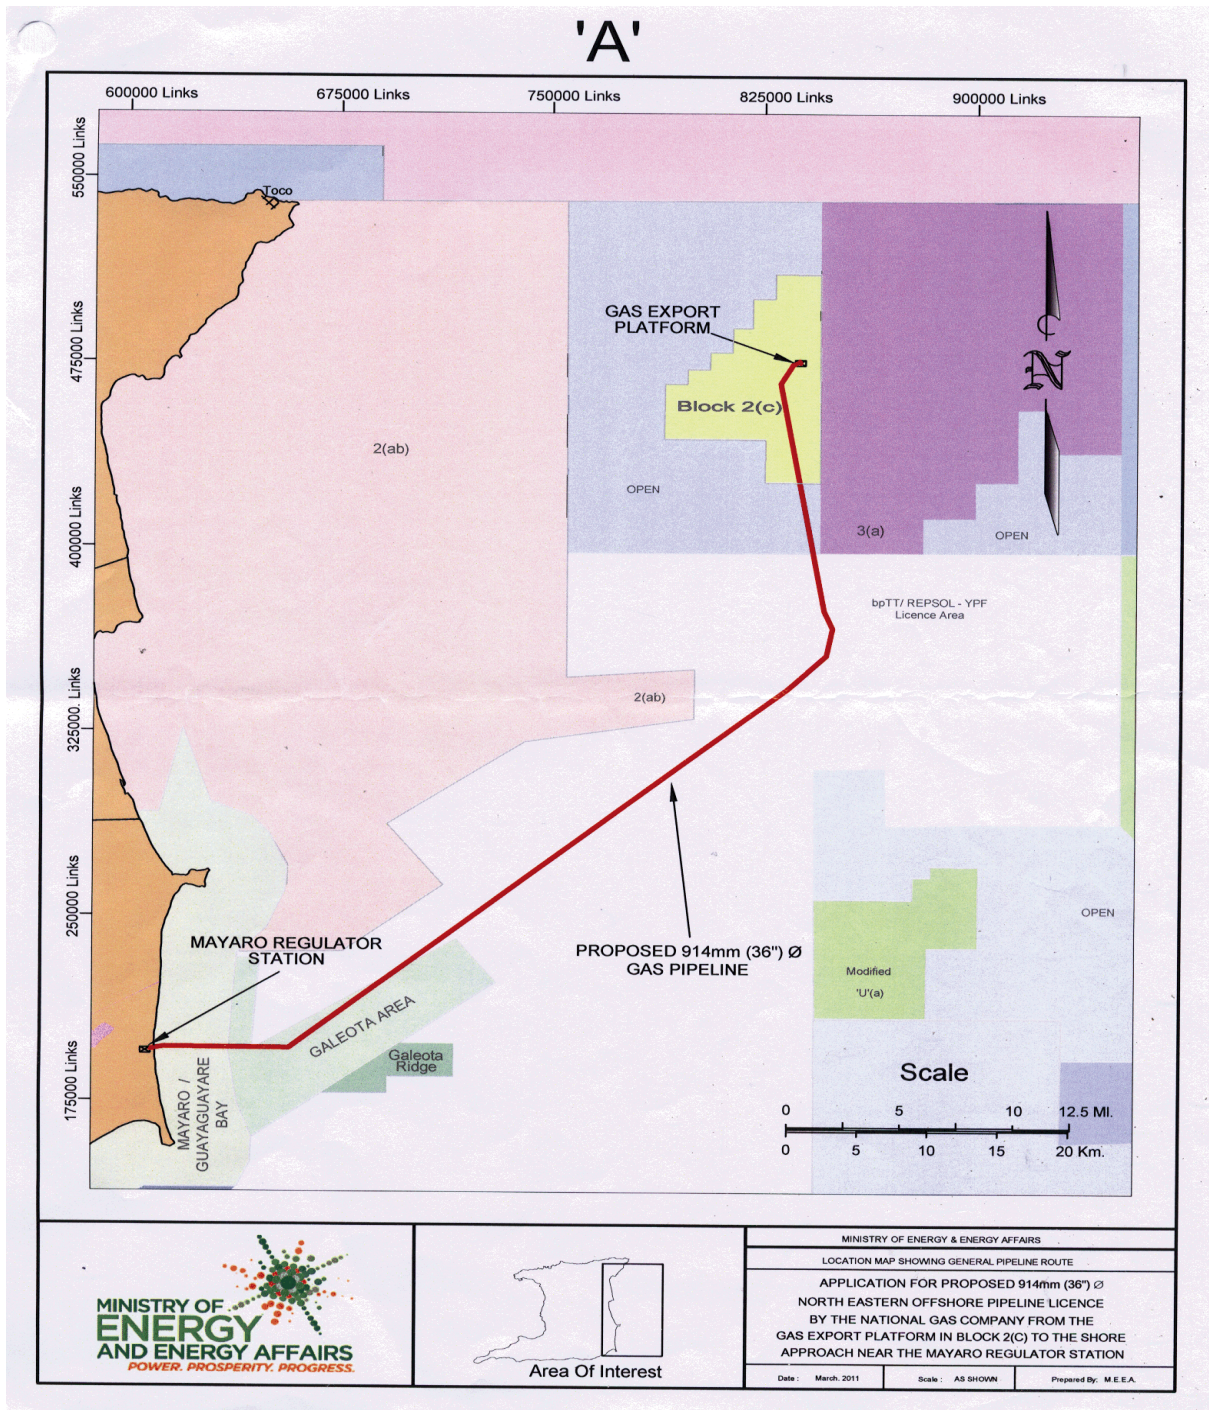 'A'
600000 Links
675000 Links
750000 Links
825000 Links
900000 Links
550000 Links
475000 Links
400000 Links
325000. Links
250000 Links
175000 Links
Toco
GAS EXPORT
PLATFORM
Block 2(c)
2(ab)
OPEN
3(a)
OPEN
N
bpTT/ REPSOL - YPF
Licence Area
2(ab)
MAYARO REGULATOR
STATION
PROPOSED 914mm (36") Ø
GAS PIPELINE
OPEN
Modified
'U'(a)
GALEOTA AREA
Galeota
Ridge
MAYARO /
GUAYAGUAYARE
BAY
Scale
0 5 10 12.5 MI.
0 5 10 15 20 Km.
MINISTRY OF
ENERGY
AND ENERGY AFFAIRS
POWER. PROSPERITY. PROGRESS.
Area Of Interest
MINISTRY OF ENERGY & ENERGY AFFAIRS
LOCATION MAP SHOWING GENERAL PIPELINE ROUTE
APPLICATION FOR PROPOSED 914mm (36") Ø
NORTH EASTERN OFFSHORE PIPELINE LICENCE
BY THE NATIONAL GAS COMPANY FROM THE
GAS EXPORT PLATFORM IN BLOCK 2(C) TO THE SHORE
APPROACH NEAR THE MAYARO REGULATOR STATION
Date : March. 2011
Scale : AS SHOWN
Prepared By: M.E.E.A.